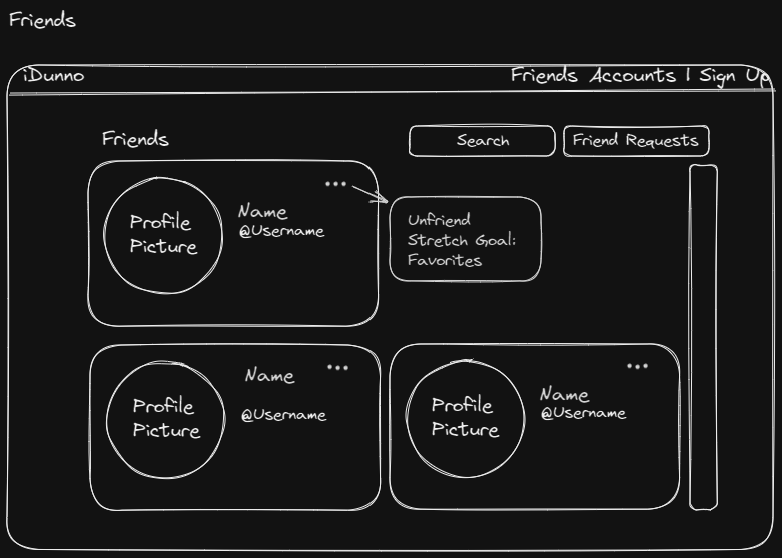 Friends
iDunno
Friends Accounts | Sign Up
Friends
Search
Friend Requests
Profile
Picture
Name
@Username
Unfriend
Stretch Goal:
Favorites
Profile
Picture
Name
@Username
Profile
Picture
Name
@Username